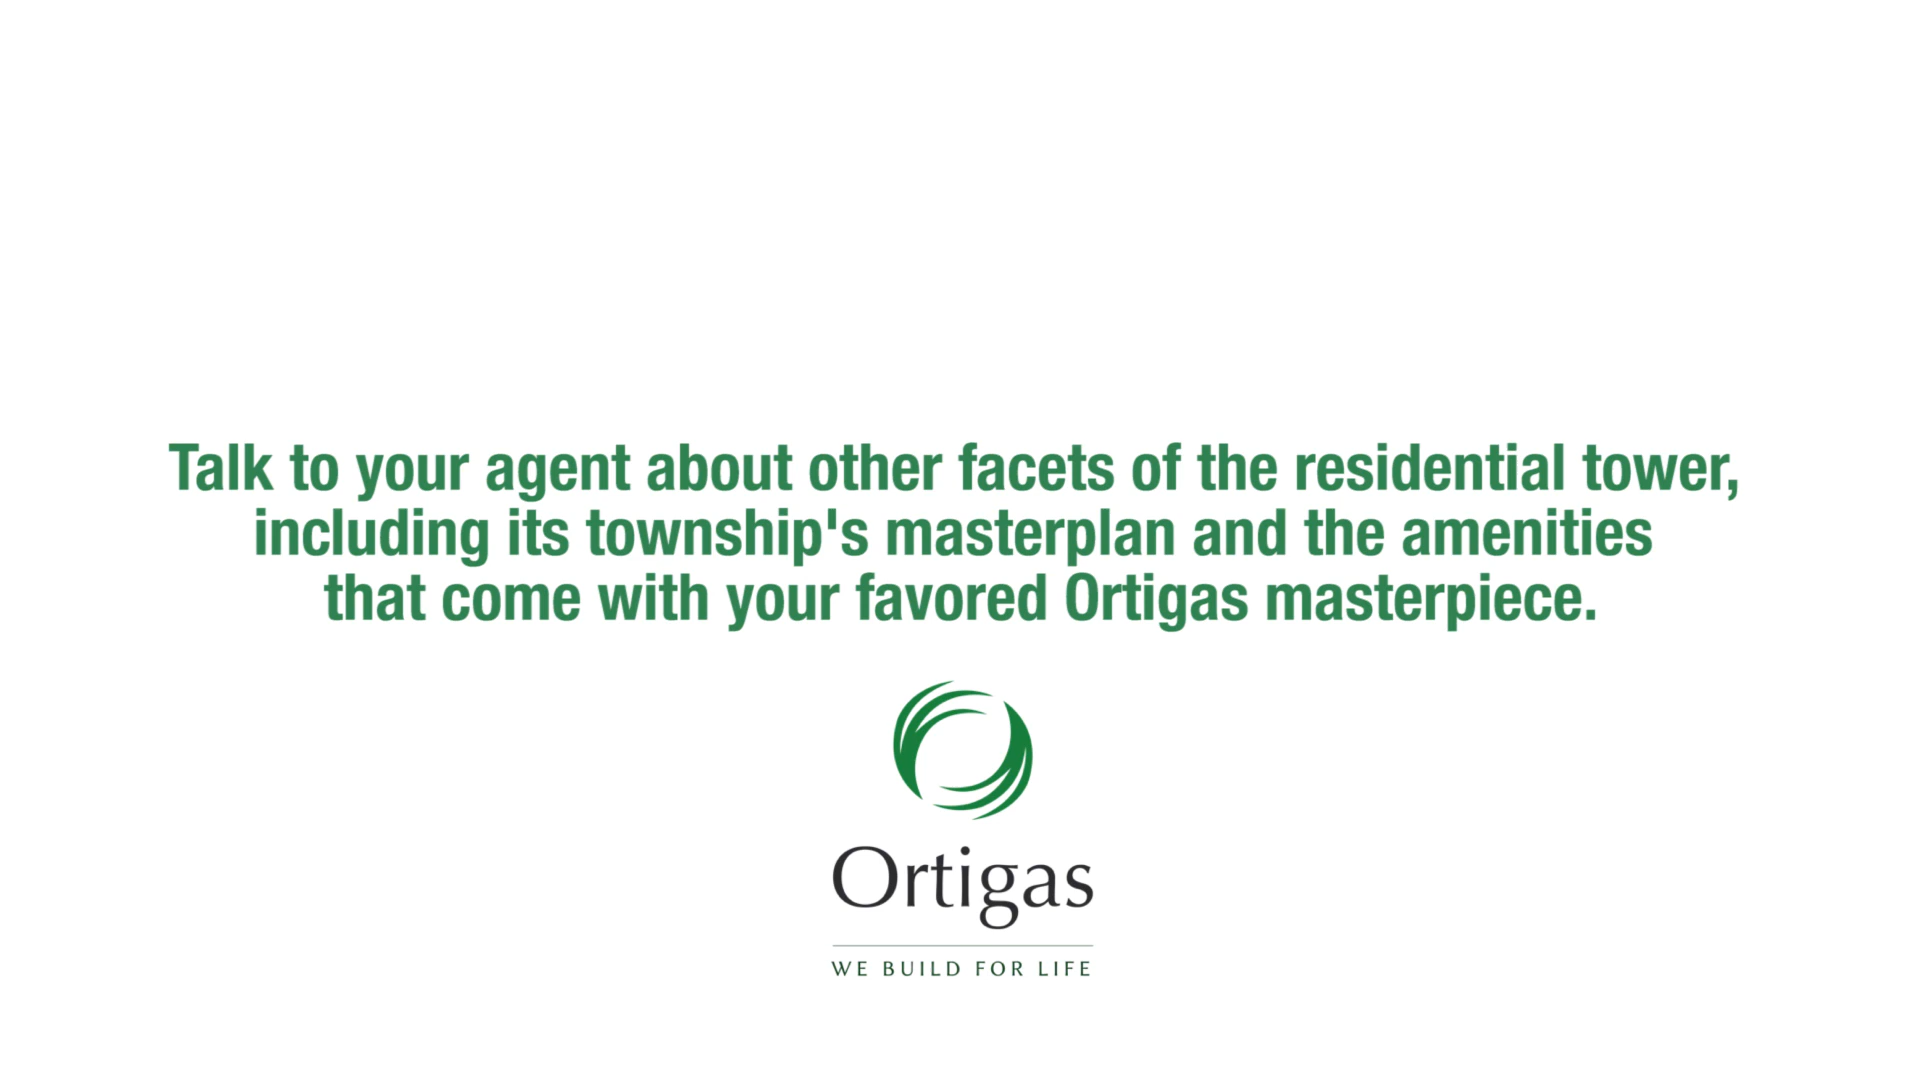 Talk to your agent about other facets of the residential tower,
including its township's masterplan and the amenities
that come with your favored Ortigas masterpiece.
Ortigas
WE BUILD FOR LIFE